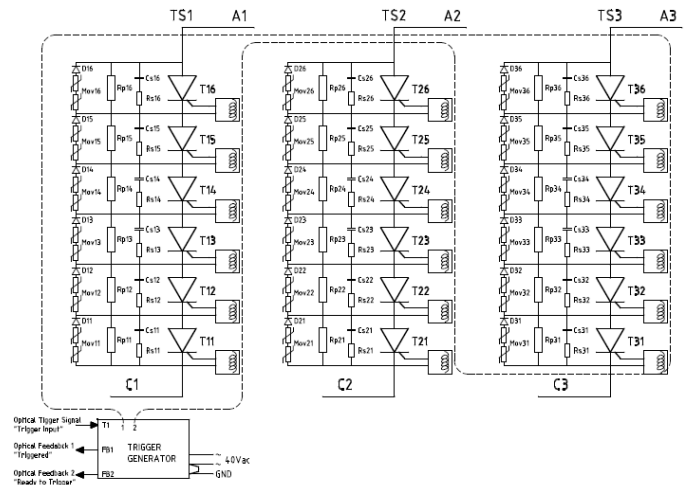 TS1 A1 TS2 A2 TS3 A3
D16 Mov16 Rp16 Cs16 Rs16 T16 D26 Mov26 Rp26 Cs26 Rs26 T26 D36 Mov36 Rp36 Cs36 Rs36 T36
D15 Mov15 Rp15 Cs15 Rs15 T15 D25 Mov25 Rp25 Cs25 Rs25 T25 D35 Mov35 Rp35 Cs35 Rs35 T35
D14 Mov14 Rp14 Cs14 Rs14 T14 D24 Mov24 Rp24 Cs24 Rs24 T24 D34 Mov34 Rp34 Cs34 Rs34 T34
D13 Mov13 Rp13 Cs13 Rs13 T13 D23 Mov23 Rp23 Cs23 Rs23 T23 D33 Mov33 Rp33 Cs33 Rs33 T33
D12 Mov12 Rp12 Cs12 Rs12 T12 D22 Mov22 Rp22 Cs22 Rs22 T22 D32 Mov32 Rp32 Cs32 Rs32 T32
D11 Mov11 Rp11 Cs11 Rs11 T11 D21 Mov21 Rp21 Cs21 Rs21 T21 D31 Mov31 Rp31 Cs31 Rs31 T31
C1 C2 C3
Optical Tigger Signal
"Trigger Input"
T1 1 2
Optical Feedabck 1
"Triggered"
FB1 TRIGGER
GENERATOR
~
~ 40Vac
GND
Optical Feedback 2
"Ready to Trigger"
FB2